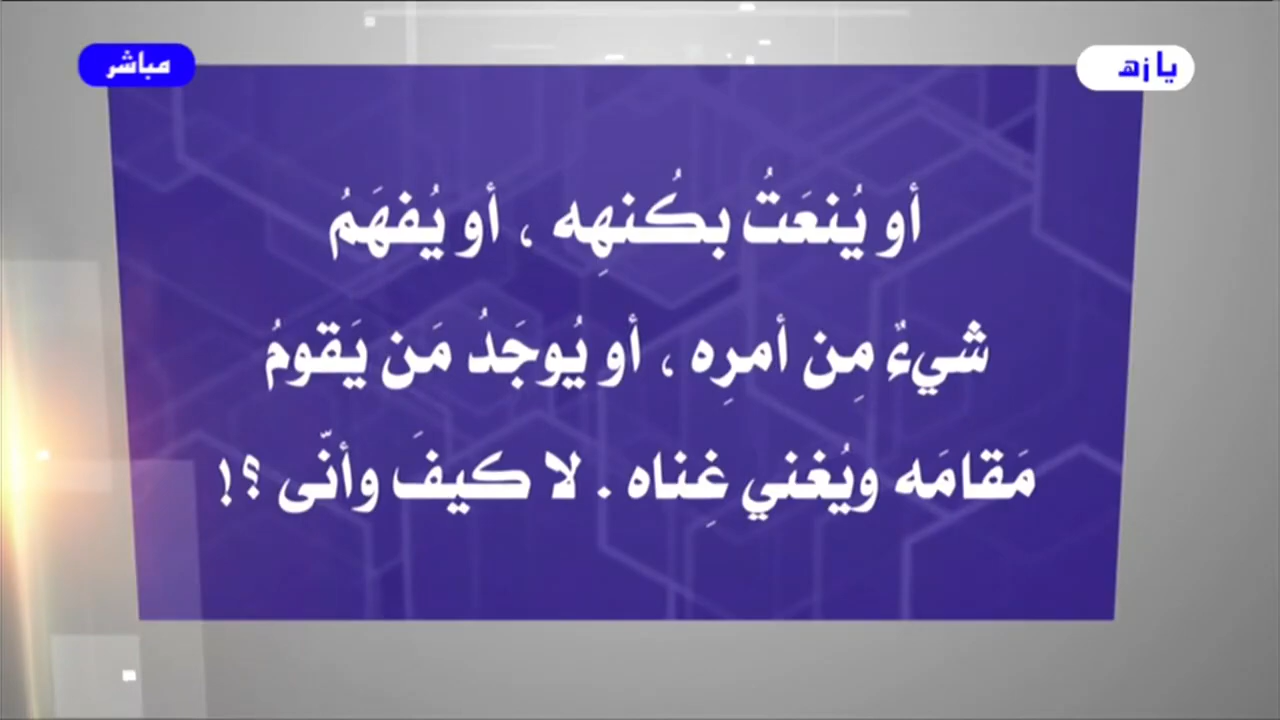 يا زه
مباشر
أو يُنعَتُ بكُنهِه ، أو يُفهَمُ
شيءٌ مِن أمرِه ، أو يُوجَدُ مَن يَقومُ
مَقامَه ويُغني غِناه . لا كيفَ وأنّى ؟!